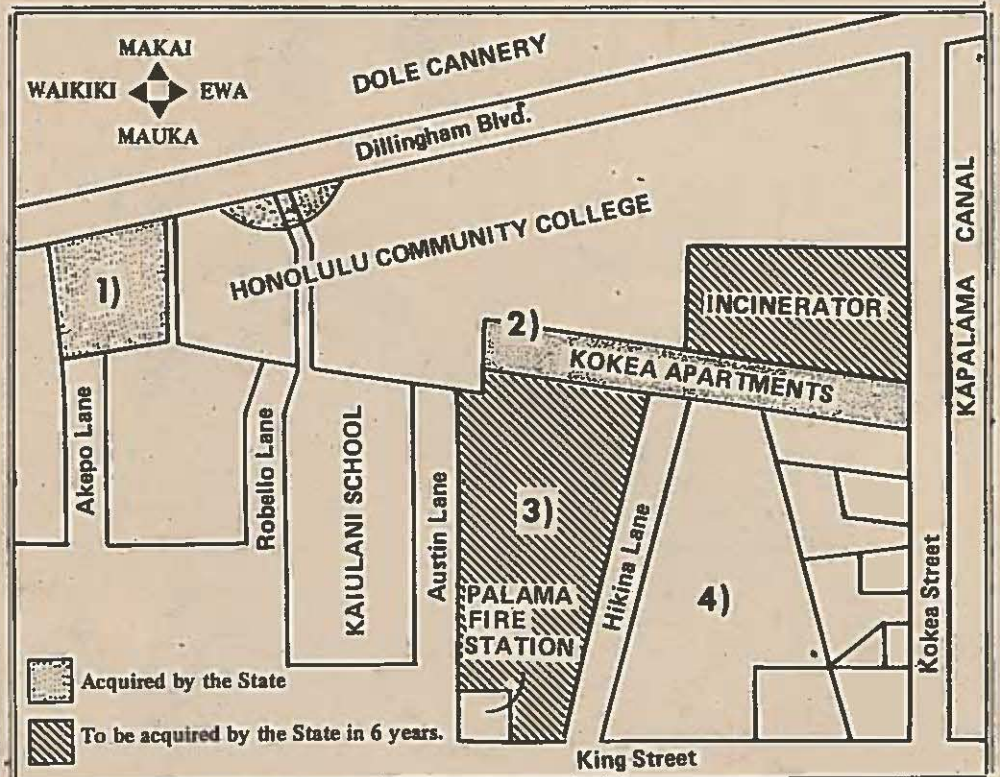 MAKAI
WAIKIKI EWA
MAUKA
DOLE CANNERY
Dillingham Blvd.
HONOLULU COMMUNITY COLLEGE
KAPALAMA CANAL
1)
2)
INCINERATOR
KOKEA APARTMENTS
Akepo Lane
Robello Lane
KAIULANI SCHOOL
Austin Lane
3)
PALAMA
FIRE
STATION
Hikina Lane
4)
Kokea Street
Acquired by the State
To be acquired by the State in 6 years.
King Street